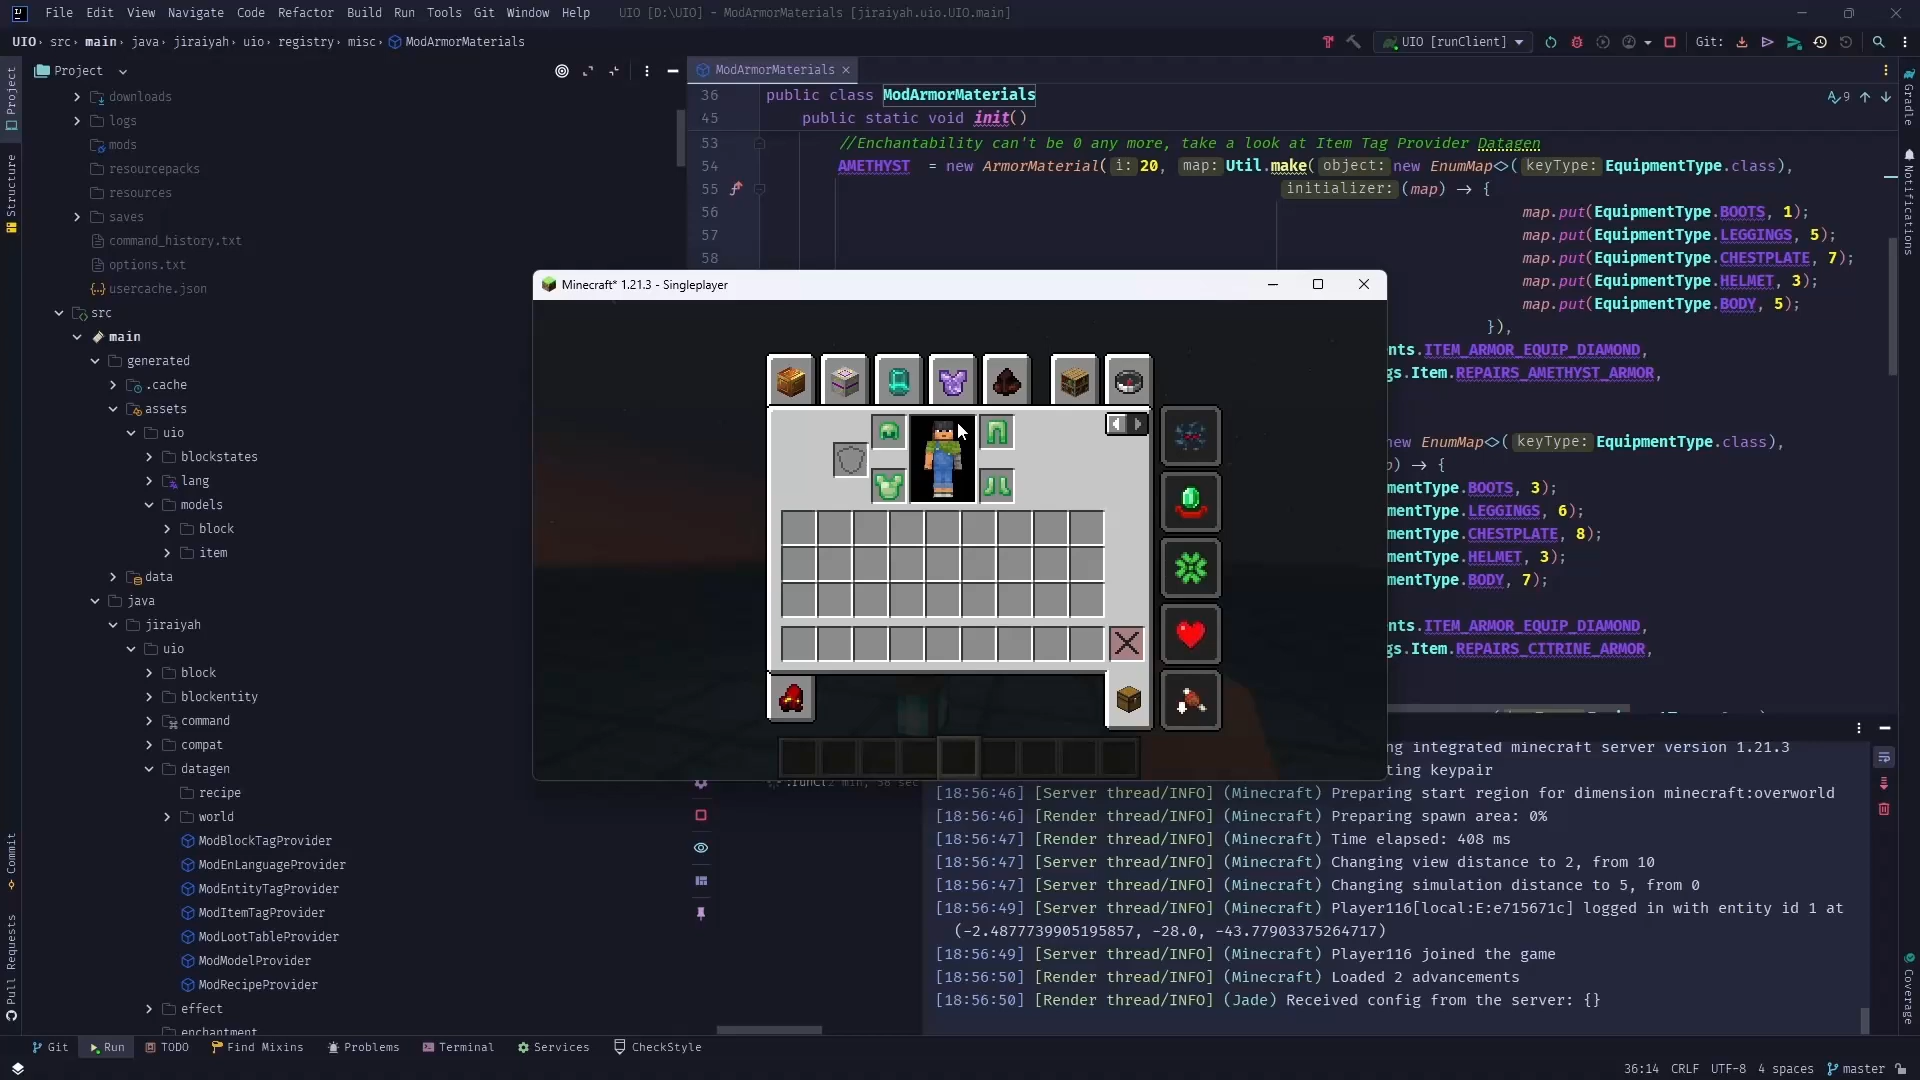 File Edit View Navigate Code Refactor Build Run Tools Git Window Help UIO [D:\UIO] - ModArmorMaterials [jiraiyah.uio.UIO.main]
UIO src main java jiraiyah uio registry misc ModArmorMaterials
UIO [runClient]
Git:
Project
ModArmorMaterials
downloads
logs
mods
resourcepacks
resources
saves
command_history.txt
options.txt
usercache.json
src
main
generated
.cache
assets
uio
blockstates
lang
models
block
item
data
java
jiraiyah
uio
block
blockentity
command
compat
datagen
recipe
world
ModBlockTagProvider
ModEnLanguageProvider
ModEntityTagProvider
ModItemTagProvider
ModLootTableProvider
ModModelProvider
ModRecipeProvider
effect
enchantment
Project
Structure
Commit
Pull Requests
36 public class ModArmorMaterials
45 public static void init()
53 //Enchantability can't be 0 any more, take a look at Item Tag Provider Datagen
54 AMETHYST = new ArmorMaterial( i: 20, map: Util.make( object: new EnumMap<>( keyType: EquipmentType.class),
55 initializer: (map) → {
56 map.put(EquipmentType.BOOTS, 1);
57 map.put(EquipmentType.LEGGINGS, 5);
58 map.put(EquipmentType.CHESTPLATE, 7);
map.put(EquipmentType.HELMET, 3);
map.put(EquipmentType.BODY, 5);
}),
nts.ITEM_ARMOR_EQUIP_DIAMOND,
gs.Item.REPAIRS_AMETHYST_ARMOR,
new EnumMap<>( keyType: EquipmentType.class),
) → {
mentType.BOOTS, 3);
mentType.LEGGINGS, 6);
mentType.CHESTPLATE, 8);
mentType.HELMET, 3);
mentType.BODY, 7);
nts.ITEM_ARMOR_EQUIP_DIAMOND,
gs.Item.REPAIRS_CITRINE_ARMOR,
9
Gradle
Notifications
Coverage
Minecraft* 1.21.3 - Singleplayer
:runCl 2 min, 58 sec
ng integrated minecraft server version 1.21.3
ting keypair
[18:56:46] [Server thread/INFO] (Minecraft) Preparing start region for dimension minecraft:overworld
[18:56:46] [Render thread/INFO] (Minecraft) Preparing spawn area: 0%
[18:56:47] [Render thread/INFO] (Minecraft) Time elapsed: 408 ms
[18:56:47] [Server thread/INFO] (Minecraft) Changing view distance to 2, from 10
[18:56:47] [Server thread/INFO] (Minecraft) Changing simulation distance to 5, from 0
[18:56:49] [Server thread/INFO] (Minecraft) Player116[local:E:e715671c] logged in with entity id 1 at
(-2.4877739905195857, -28.0, -43.77903375264717)
[18:56:49] [Server thread/INFO] (Minecraft) Player116 joined the game
[18:56:50] [Render thread/INFO] (Minecraft) Loaded 2 advancements
[18:56:50] [Render thread/INFO] (Jade) Received config from the server: {}
Git Run TODO Find Mixins Problems Terminal Services CheckStyle
36:14 CRLF UTF-8 4 spaces master